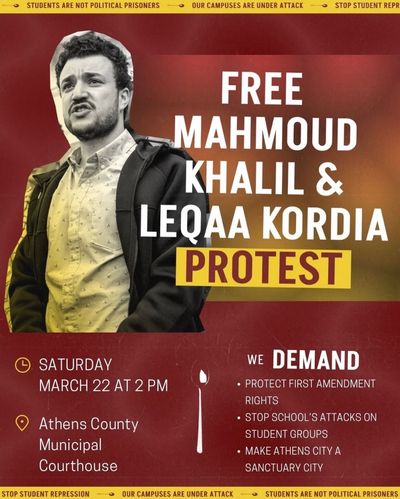 STUDENTS ARE NOT POLITICAL PRISONERS OUR CAMPUSES ARE UNDER ATTACK STOP STUDENT REPR
FREE
MAHMOUD
KHALIL &
LEQAA KORDIA
PROTEST
SATURDAY
MARCH 22 AT 2 PM
Athens County
Municipal
Courthouse
WE DEMAND
• PROTECT FIRST AMENDMENT
RIGHTS
• STOP SCHOOL'S ATTACKS ON
STUDENT GROUPS
• MAKE ATHENS CITY A
SANCTUARY CITY
STOP STUDENT REPRESSION OUR CAMPUSES ARE UNDER ATTACK STUDENTS ARE NOT POLITICAL PRISONERS